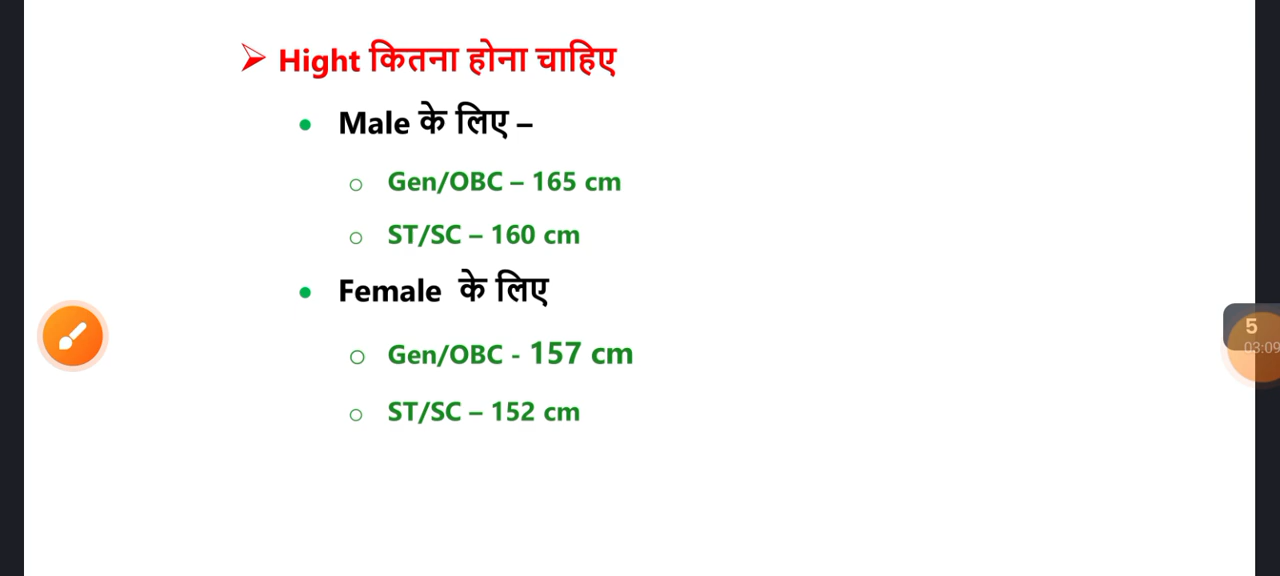 ➢ Hight कितना होना चाहिए
• Male के लिए –
o Gen/OBC – 165 cm
o ST/SC – 160 cm
• Female के लिए
o Gen/OBC - 157 cm
o ST/SC – 152 cm
5
03:09